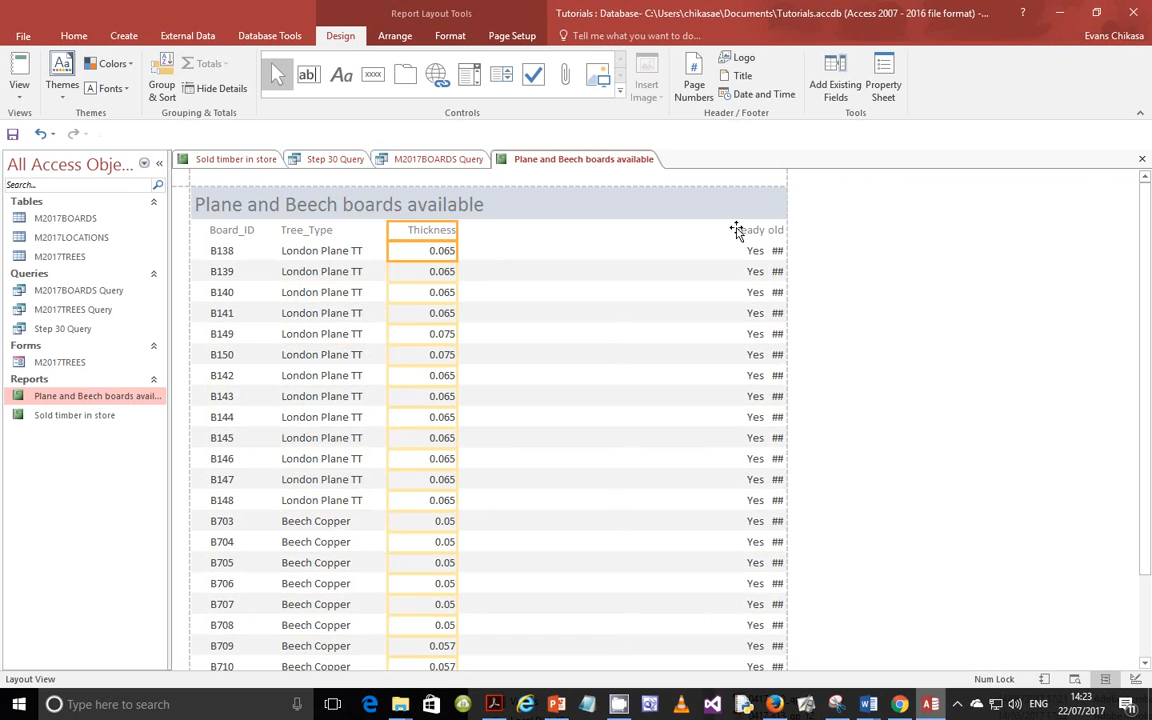 Report Layout Tools
Tutorials : Database- C:\Users\chikasae\Documents\Tutorials.accdb (Access 2007 - 2016 file format) -...
File Home Create External Data Database Tools Design Arrange Format Page Setup Tell me what you want to do... Evans Chikasa
View
Themes
Colors
Fonts
Group & Sort
Totals
Hide Details
ab
Aa
xxxx
Insert Image
Page Numbers
Logo
Title
Date and Time
Add Existing Fields
Property Sheet
Views Themes Grouping & Totals Controls Header / Footer Tools
All Access Obje...
Search...
Tables
M2017BOARDS
M2017LOCATIONS
M2017TREES
Queries
M2017BOARDS Query
M2017TREES Query
Step 30 Query
Forms
M2017TREES
Reports
Plane and Beech boards avail...
Sold timber in store
Sold timber in store Step 30 Query M2017BOARDS Query Plane and Beech boards available
Plane and Beech boards available
Board_ID Tree_Type Thickness old
B138 London Plane TT 0.065 Yes ##
B139 London Plane TT 0.065 Yes ##
B140 London Plane TT 0.065 Yes ##
B141 London Plane TT 0.065 Yes ##
B149 London Plane TT 0.075 Yes ##
B150 London Plane TT 0.075 Yes ##
B142 London Plane TT 0.065 Yes ##
B143 London Plane TT 0.065 Yes ##
B144 London Plane TT 0.065 Yes ##
B145 London Plane TT 0.065 Yes ##
B146 London Plane TT 0.065 Yes ##
B147 London Plane TT 0.065 Yes ##
B148 London Plane TT 0.065 Yes ##
B703 Beech Copper 0.05 Yes ##
B704 Beech Copper 0.05 Yes ##
B705 Beech Copper 0.05 Yes ##
B706 Beech Copper 0.05 Yes ##
B707 Beech Copper 0.05 Yes ##
B708 Beech Copper 0.05 Yes ##
B709 Beech Copper 0.057 Yes ##
B710 Beech Copper 0.057 Yes ##
Layout View Num Lock
Type here to search
ENG
14:23
22/07/2017